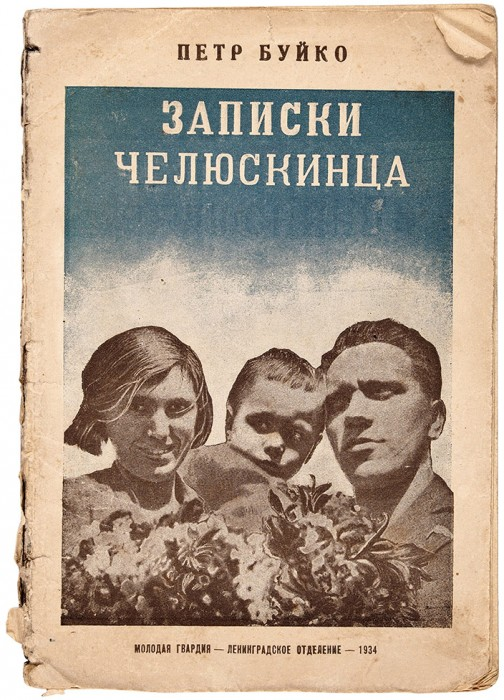 ПЕТР БУЙКО
ЗАПИСКИ
ЧЕЛЮСКИНЦА
МОЛОДАЯ ГВАРДИЯ — ЛЕНИНГРАДСКОЕ ОТДЕЛЕНИЕ — 1934